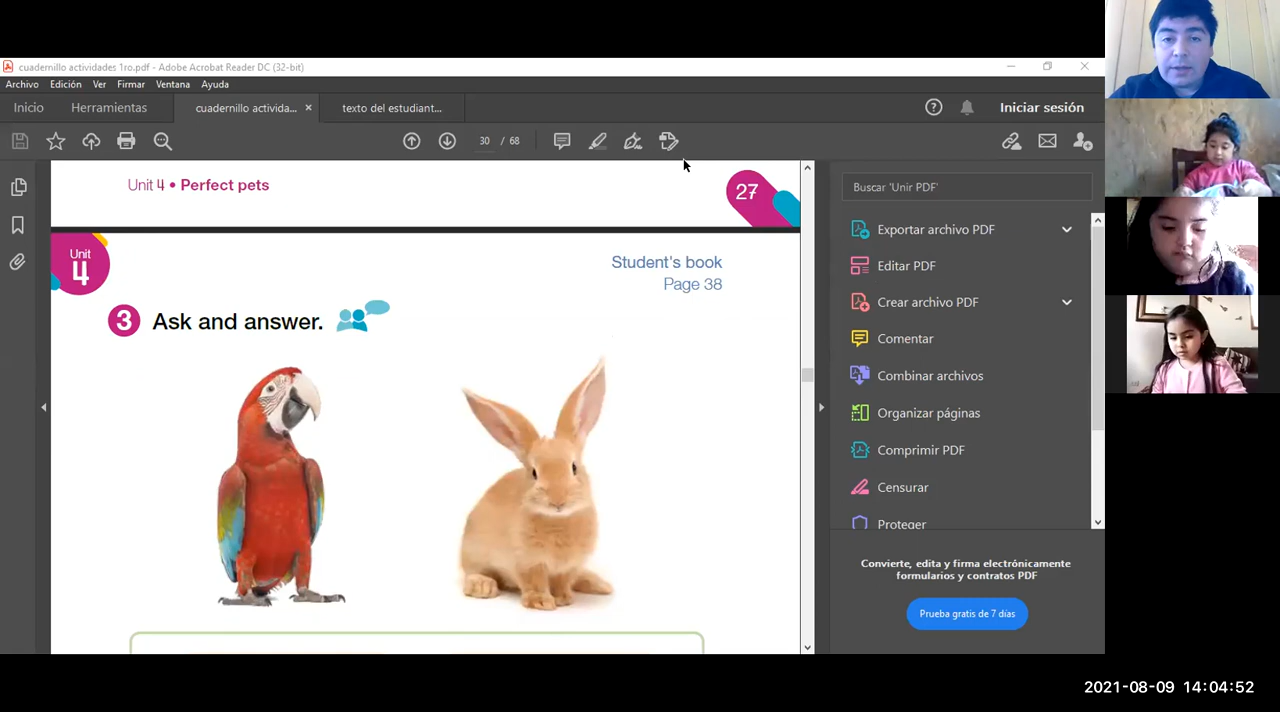 cuadernillo actividades 1ro.pdf - Adobe Acrobat Reader DC (32-bit)
Archivo Edición Ver Firmar Ventana Ayuda
Inicio Herramientas cuadernillo activida... × texto del estudiant... Iniciar sesión
30 / 68
Unit 4 • Perfect pets
27
Unit
4
Student's book
Page 38
3 Ask and answer.
Buscar 'Unir PDF'
Exportar archivo PDF
Editar PDF
Crear archivo PDF
Comentar
Combinar archivos
Organizar páginas
Comprimir PDF
Censurar
Proteger
Convierte, edita y firma electrónicamente
formularios y contratos PDF
Prueba gratis de 7 días
2021-08-09 14:04:52